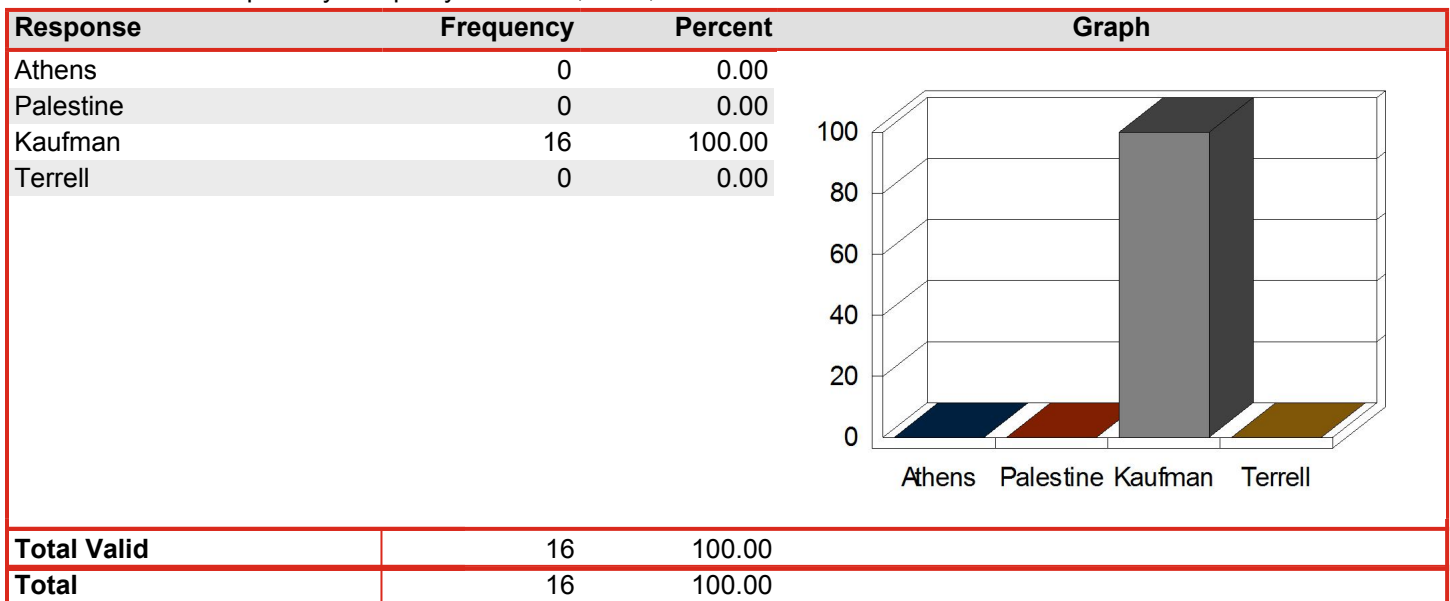 Response Frequency Percent Graph
Athens 0 0.00
Palestine 0 0.00
Kaufman 16 100.00
Terrell 0 0.00
100
80
60
40
20
0
Athens Palestine Kaufman Terrell
Total Valid 16 100.00
Total 16 100.00